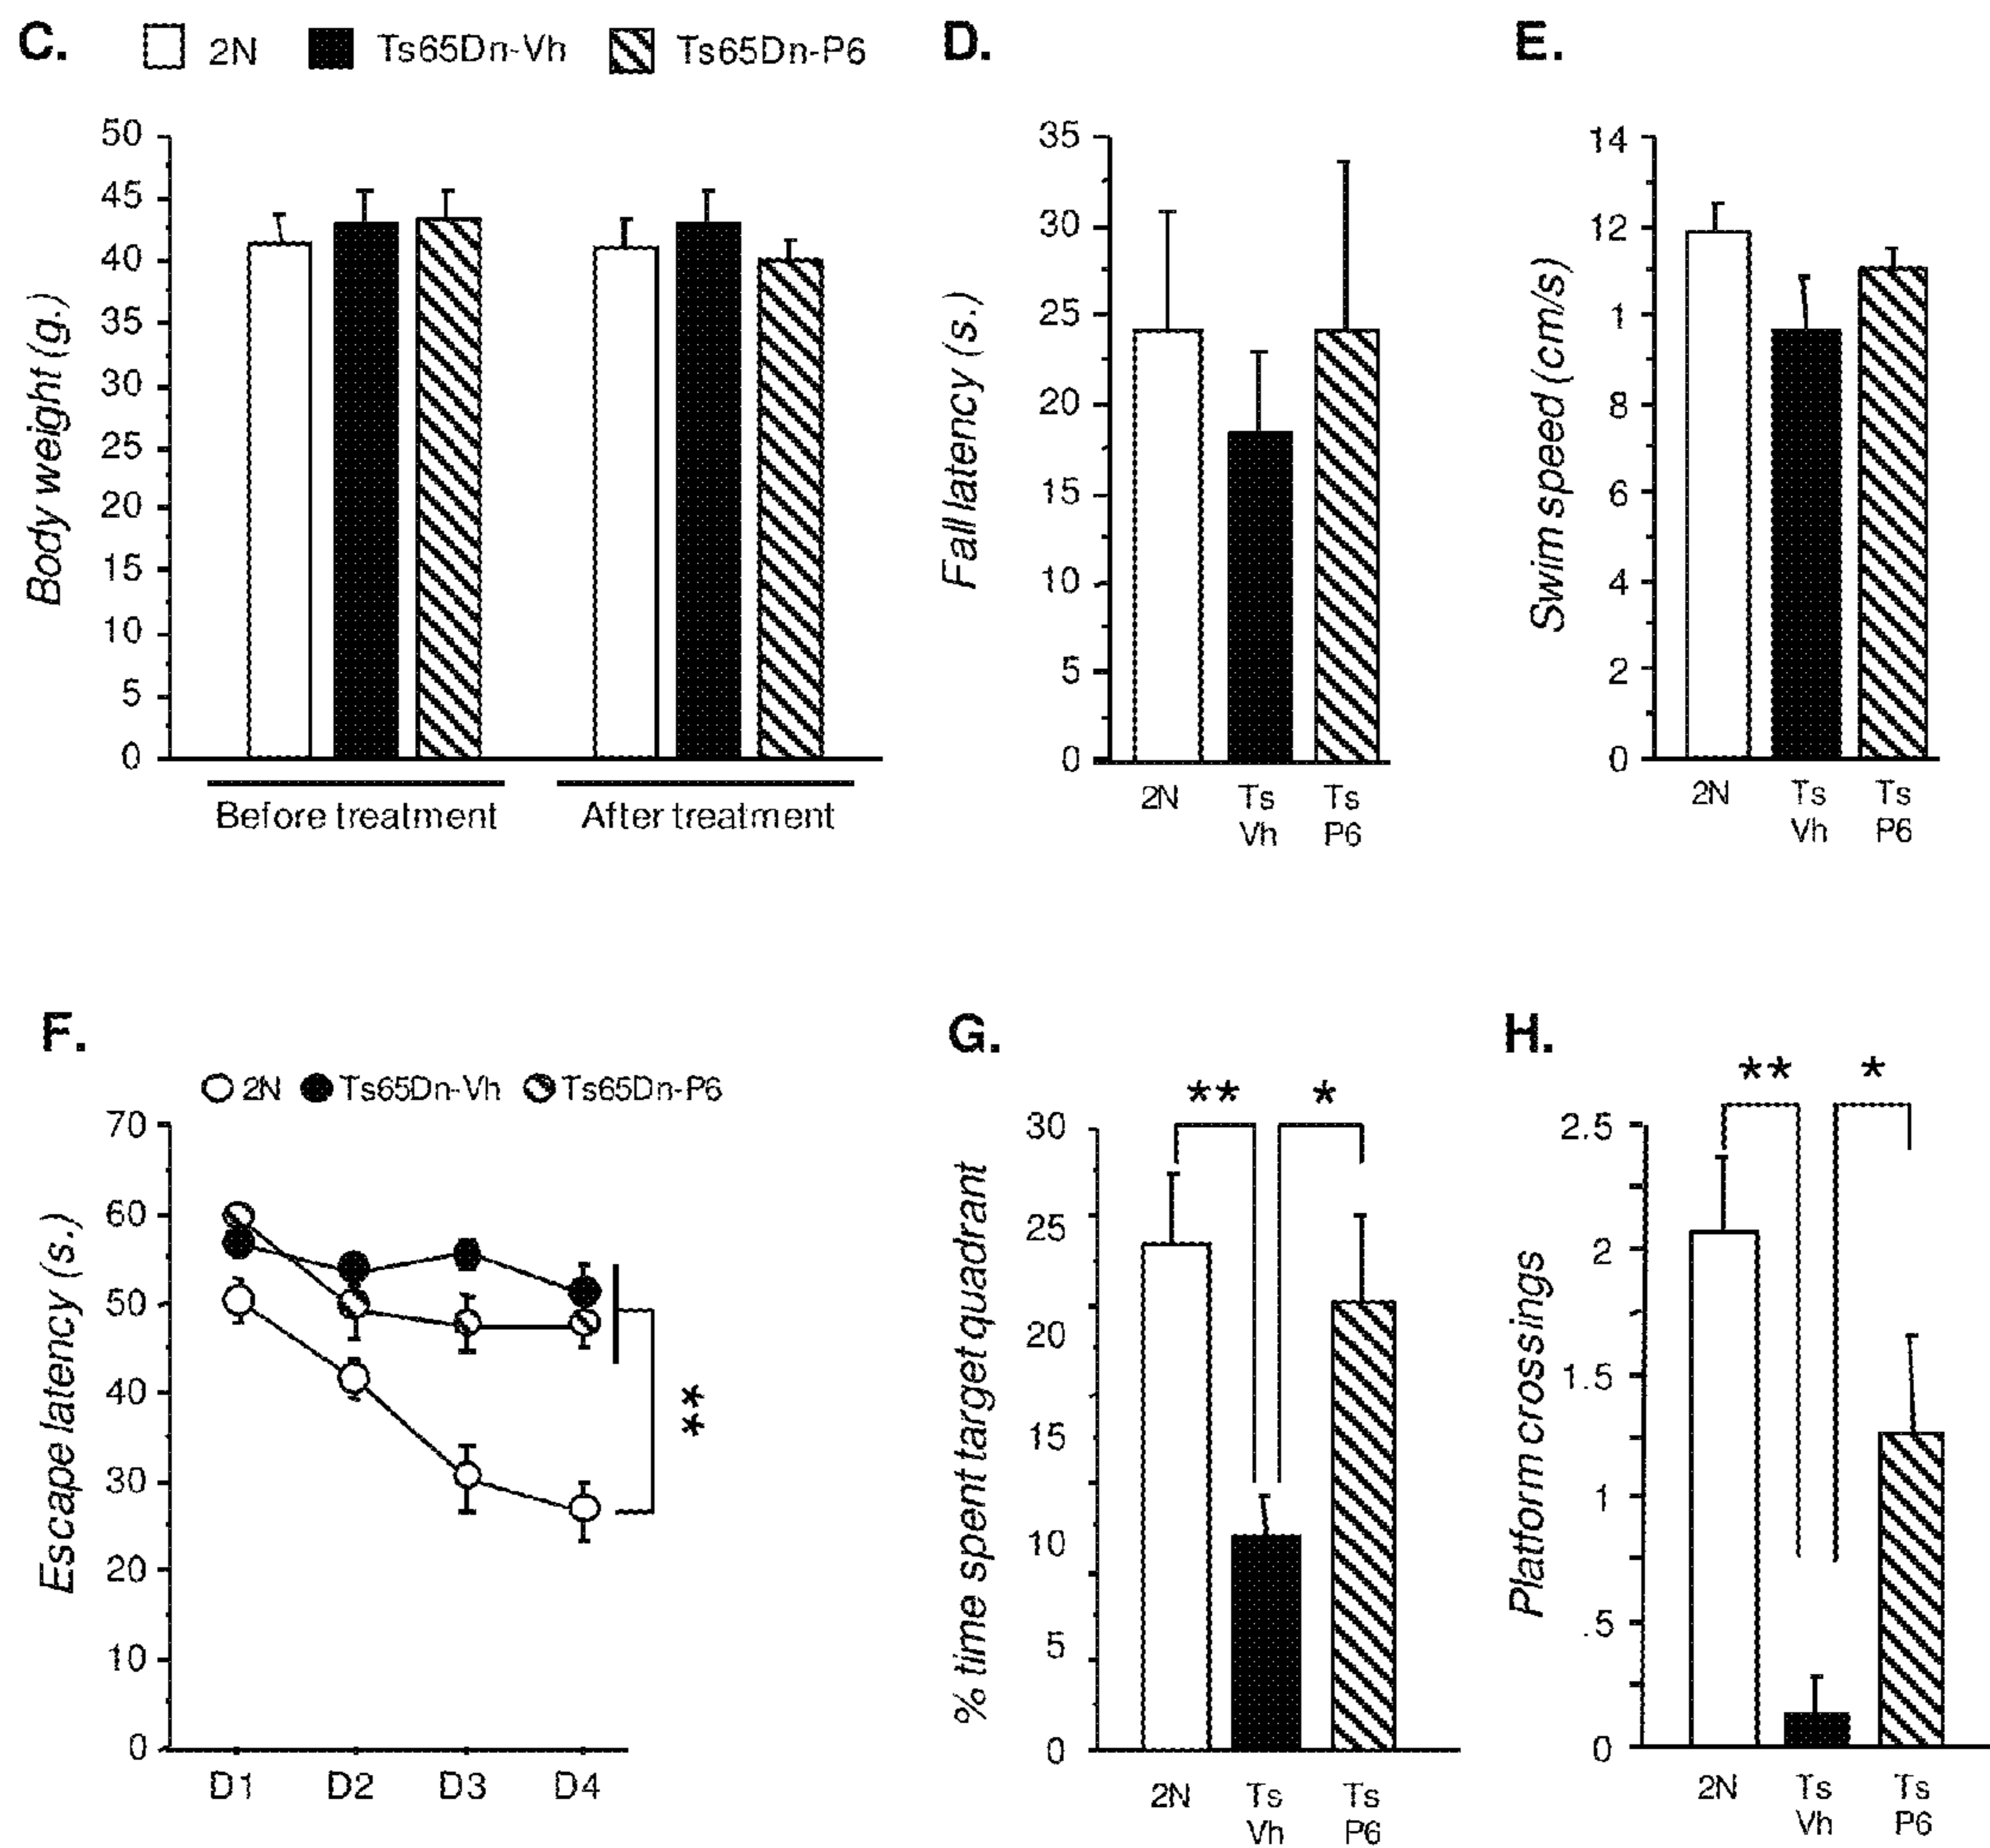 C.
2N Ts65Dn-Vh Ts65Dn-P6
Body weight (g.)
50
45
40
35
30
25
20
15
10
5
0
Before treatment
After treatment
D.
Fall latency (s.)
35
30
25
20
15
10
5
0
2N
Ts
Vh
Ts
P6
E.
Swim speed (cm/s)
14
12
1
8
6
4
2
0
2N
Ts
Vh
Ts
P6
F.
2N Ts65Dn-Vh Ts65Dn-P6
Escape latency (s.)
70
60
50
40
30
20
10
0
D1 D2 D3 D4
**
G.
** *
% time spent target quadrant
30
25
20
15
10
5
0
2N
Ts
Vh
Ts
P6
H.
** *
Platform crossings
2.5
2
1.5
1
.5
0
2N
Ts
Vh
Ts
P6